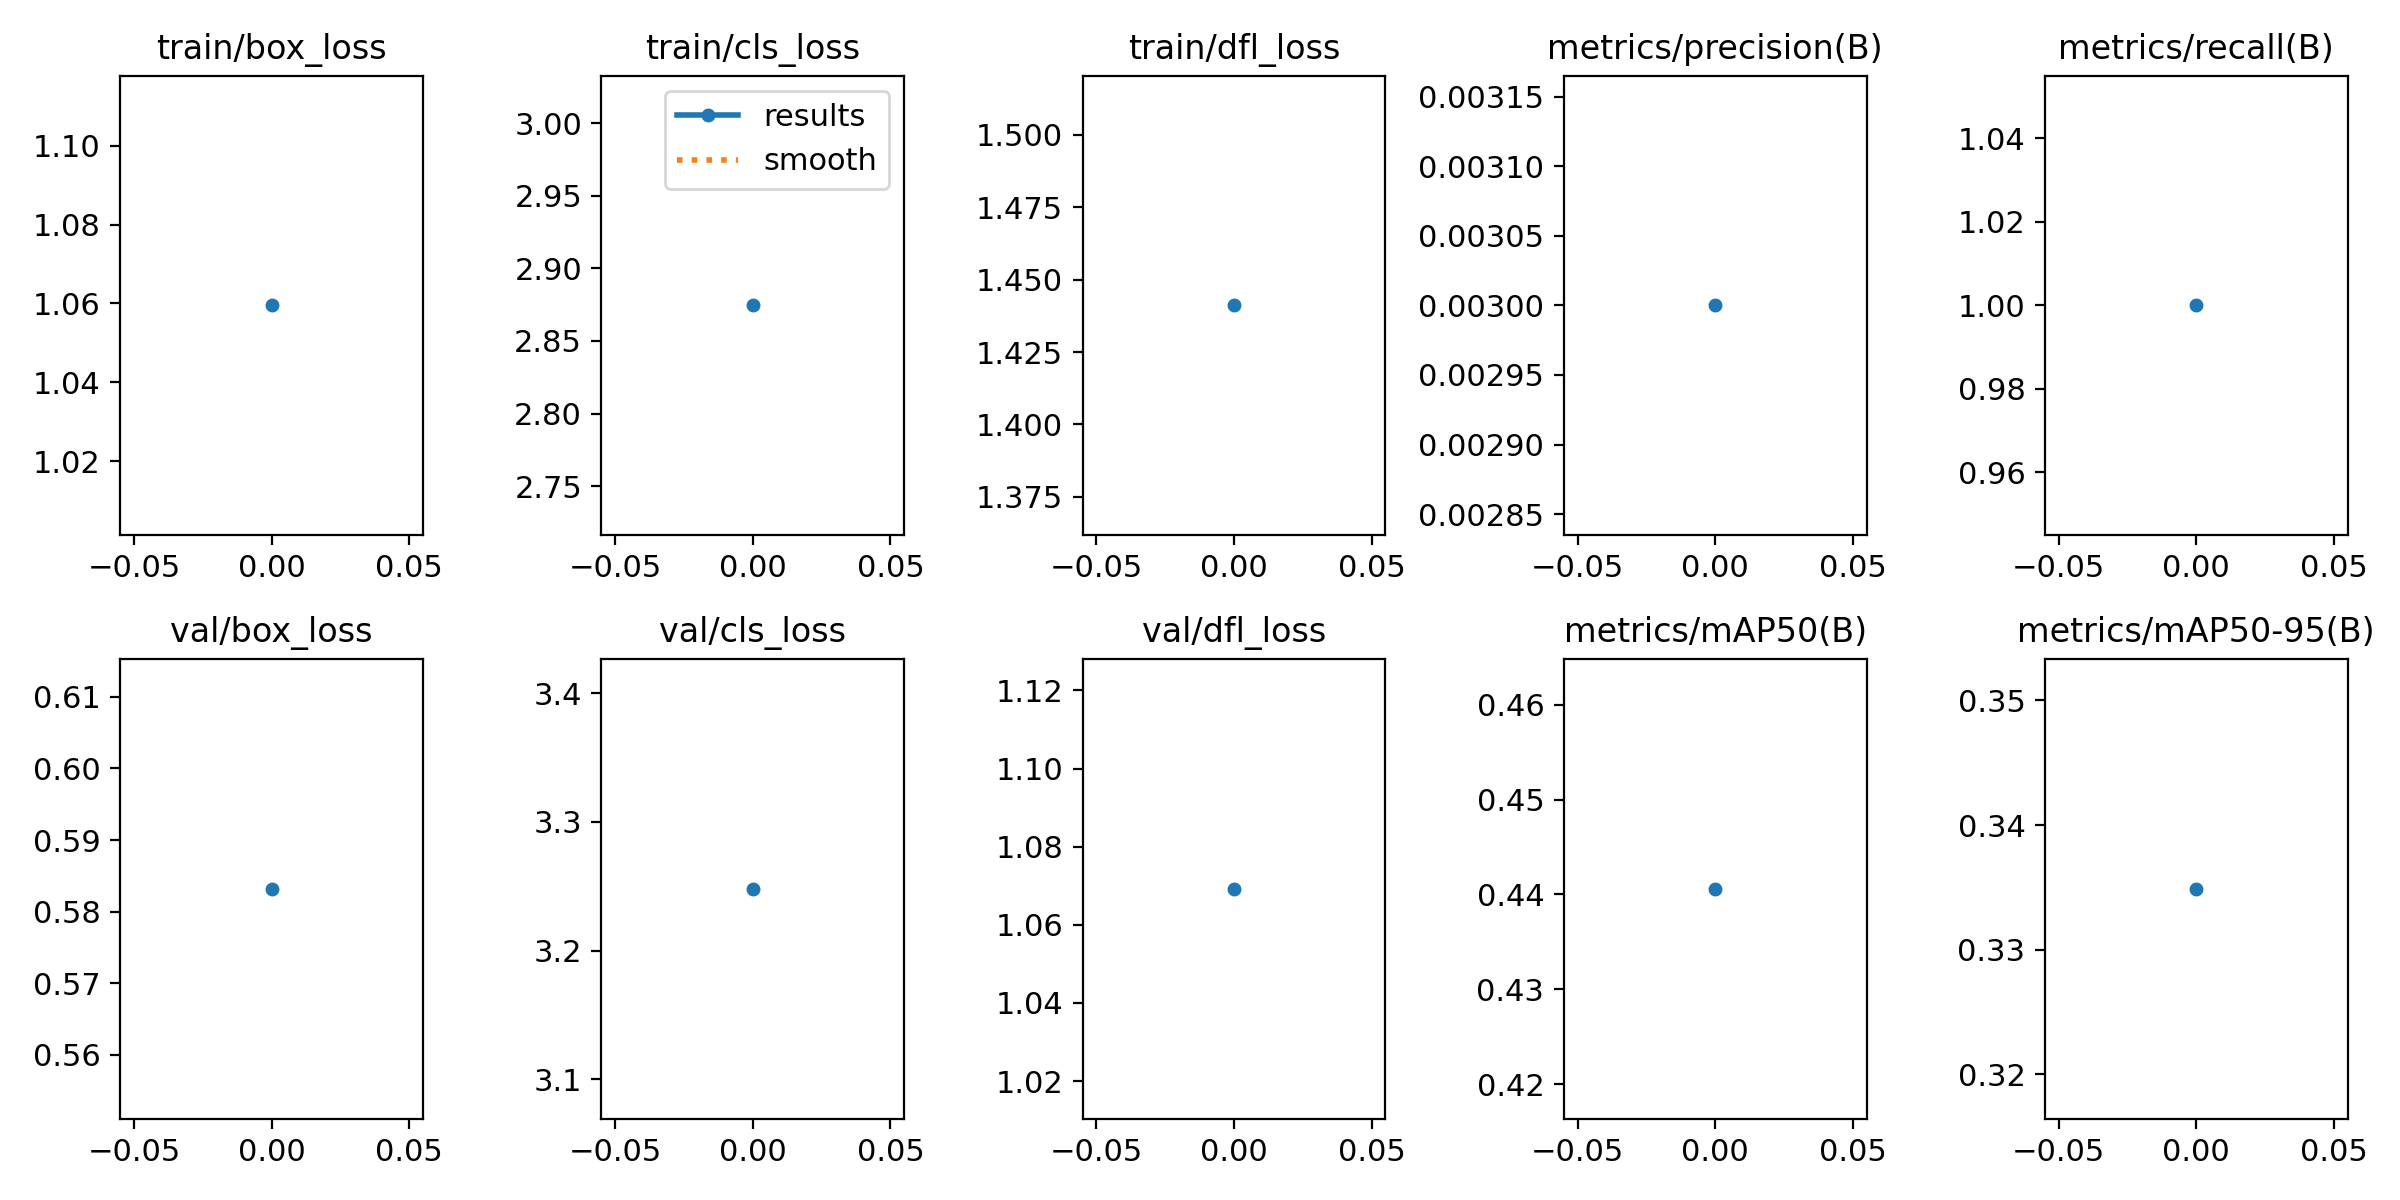 train/box_loss
1.10
1.08
1.06
1.04
1.02
−0.05 0.00 0.05
train/cls_loss
results
smooth
3.00
2.95
2.90
2.85
2.80
2.75
−0.05 0.00 0.05
train/dfl_loss
1.500
1.475
1.450
1.425
1.400
1.375
−0.05 0.00 0.05
metrics/precision(B)
0.00315
0.00310
0.00305
0.00300
0.00295
0.00290
0.00285
−0.05 0.00 0.05
metrics/recall(B)
1.04
1.02
1.00
0.98
0.96
−0.05 0.00 0.05
val/box_loss
0.61
0.60
0.59
0.58
0.57
0.56
−0.05 0.00 0.05
val/cls_loss
3.4
3.3
3.2
3.1
−0.05 0.00 0.05
val/dfl_loss
1.12
1.10
1.08
1.06
1.04
1.02
−0.05 0.00 0.05
metrics/mAP50(B)
0.46
0.45
0.44
0.43
0.42
−0.05 0.00 0.05
metrics/mAP50-95(B)
0.35
0.34
0.33
0.32
−0.05 0.00 0.05